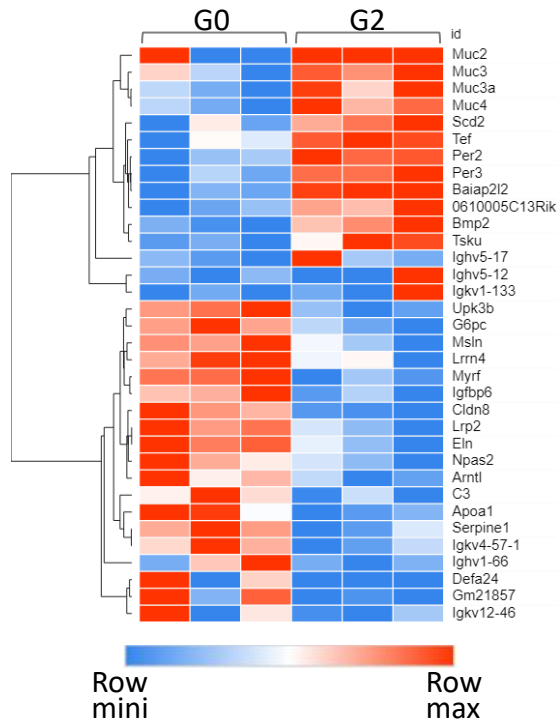 G0 G2
id
Muc2
Muc3
Muc3a
Muc4
Scd2
Tef
Per2
Per3
Baiap2l2
0610005C13Rik
Bmp2
Tsku
Ighv5-17
Ighv5-12
Igkv1-133
Upk3b
G6pc
Msln
Lrrn4
Myrf
Igfbp6
Cldn8
Lrp2
Eln
Npas2
Arntl
C3
Apoa1
Serpine1
Igkv4-57-1
Ighv1-66
Defa24
Gm21857
Igkv12-46
Row Row
mini max